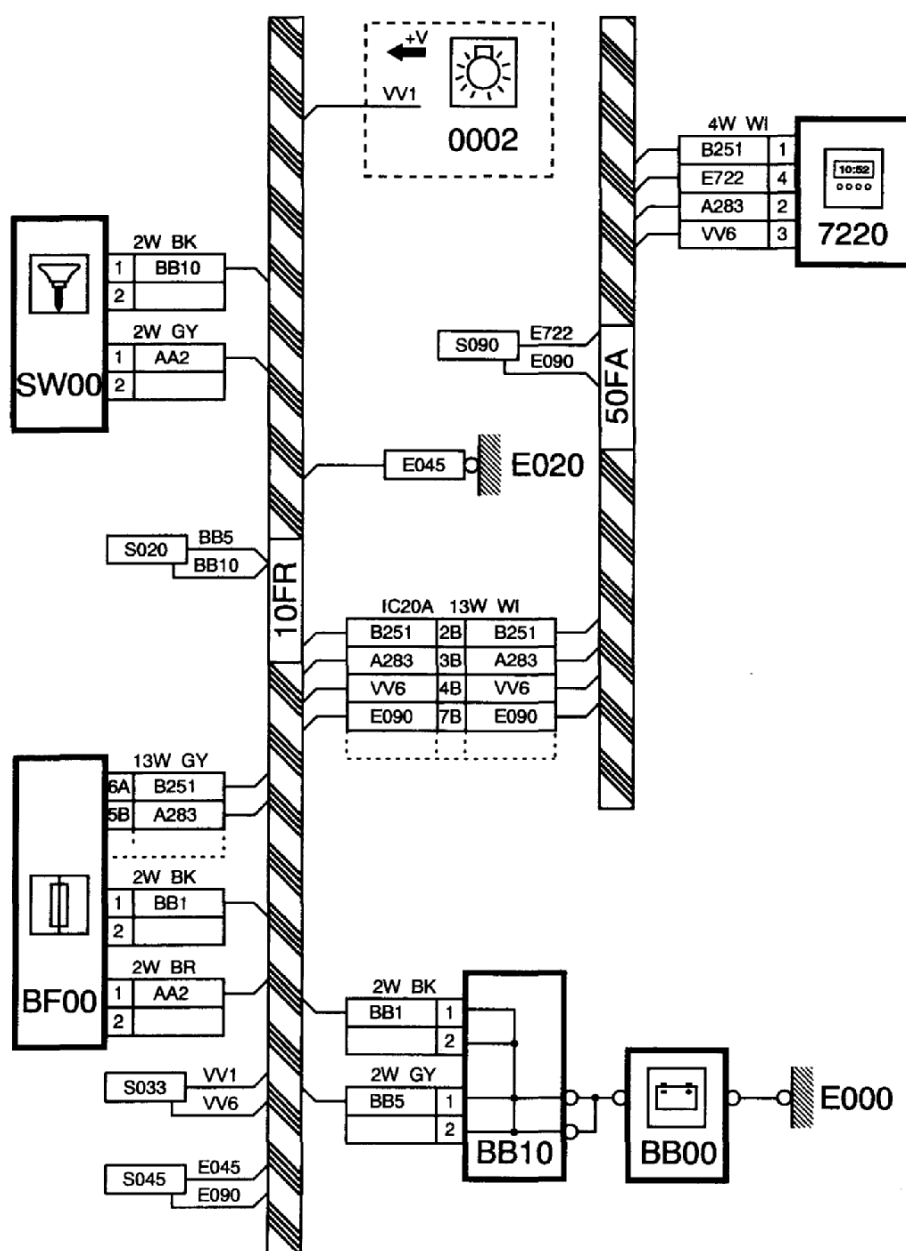 +V
VV1
0002
4W WI
B251 1
E722 4
A283 2
VV6 3
10:52
7220
2W BK
1 BB10
2
2W GY
1 AA2
2
SW00
S090
E722
E090
50FA
E045
E020
S020
BB5
BB10
10FR
IC20A 13W WI
B251 2B B251
A283 3B A283
VV6 4B VV6
E090 7B E090
13W GY
6A B251
5B A283
2W BK
1 BB1
2
2W BR
1 AA2
2
BF00
2W BK
BB1 1
2
2W GY
BB5 1
2
BB10
BB00
E000
S033
VV1
VV6
S045
E045
E090